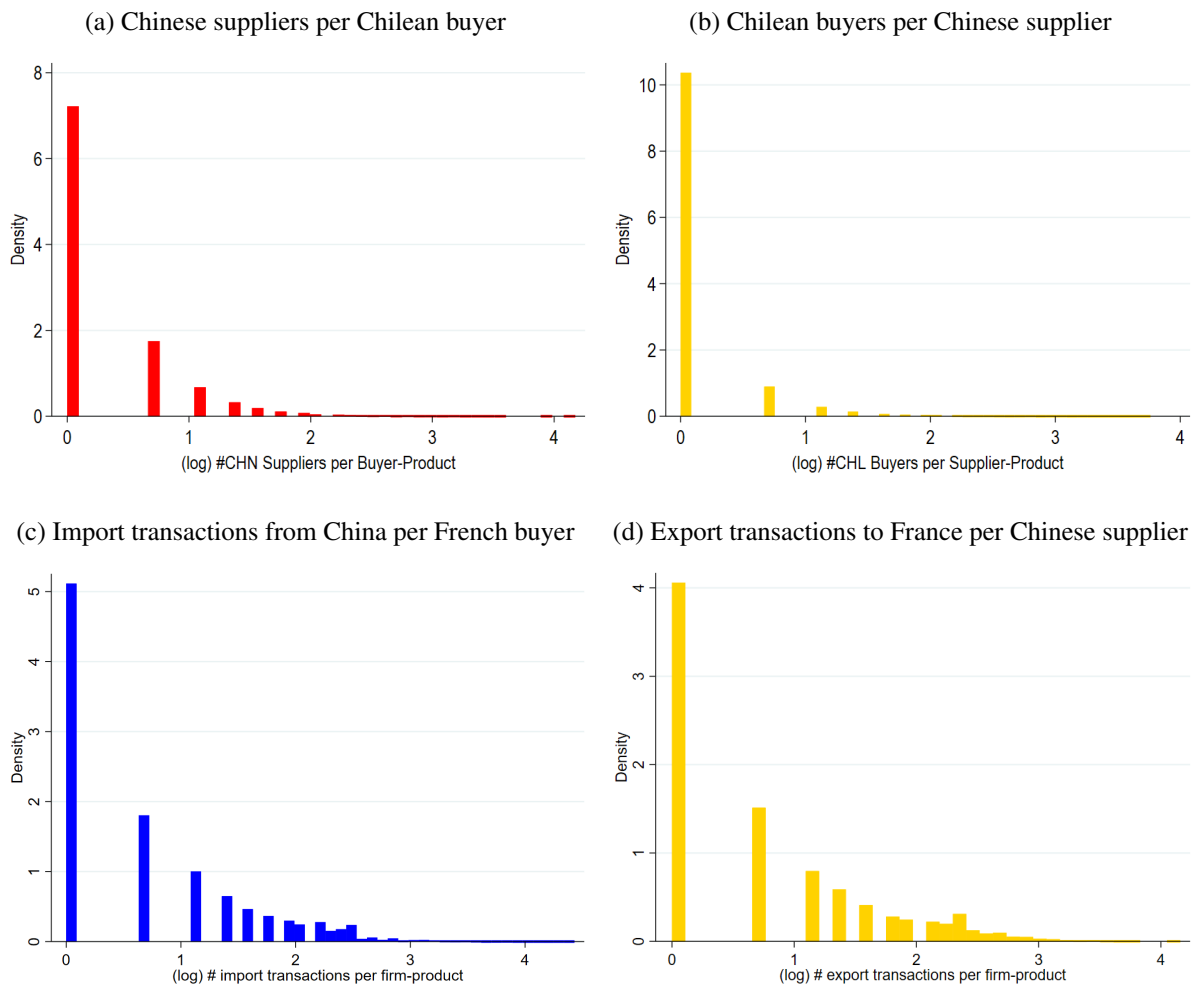 (a) Chinese suppliers per Chilean buyer
8
6
4
2
0
Density
0 1 2 3 4
(log) #CHN Suppliers per Buyer-Product
(b) Chilean buyers per Chinese supplier
10
8
6
4
2
0
Density
0 1 2 3 4
(log) #CHL Buyers per Supplier-Product
(c) Import transactions from China per French buyer
5
4
3
2
1
0
Density
0 1 2 3 4
(log) # import transactions per firm-product
(d) Export transactions to France per Chinese supplier
4
3
2
1
0
Density
0 1 2 3 4
(log) # export transactions per firm-product